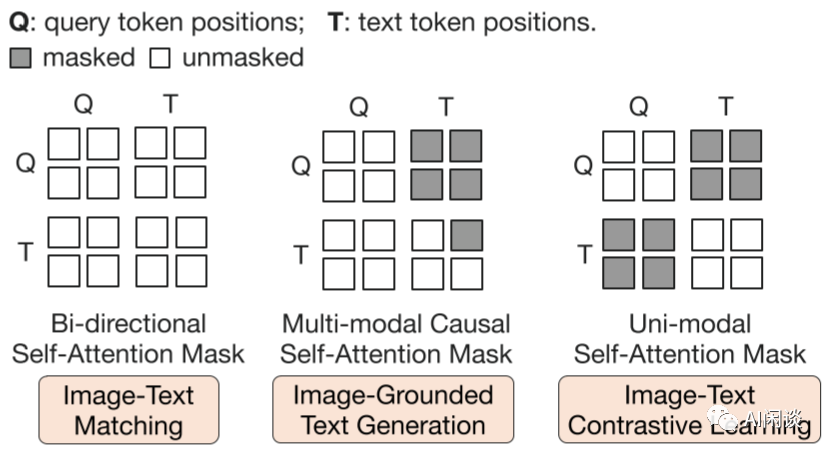 Q: query token positions; T: text token positions.
masked unmasked
Q T
Q
T
Bi-directional
Self-Attention Mask
Image-Text
Matching
Q T
Q
T
Multi-modal Causal
Self-Attention Mask
Image-Grounded
Text Generation
Q T
Q
T
Uni-modal
Self-Attention Mask
Image-Text
Contrastive Learning
AI闲谈